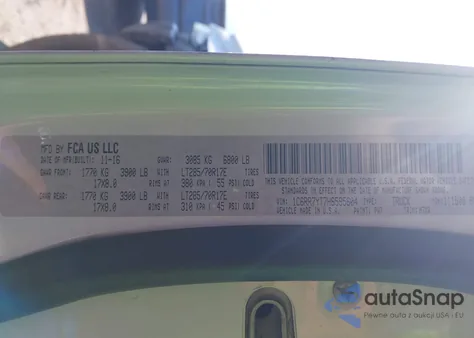 MFD BY FCA US LLC
DATE OF MFR(BUILT): 11-16 GVWR: 3085 KG 6800 LB
GAWR FRONT: 1770 KG 3900 LB WITH LT285/70R17E TIRES
17X8.0 RIMS AT 380 KPA/ 55 PSI COLD
GAWR REAR: 1770 KG 3900 LB WITH LT285/70R17E TIRES
17X8.0 RIMS AT 310 KPA/ 45 PSI COLD
THIS VEHICLE CONFORMS TO ALL APPLICABLE U.S.A. FEDERAL MOTOR VEHICLE
STANDARDS IN EFFECT ON THE DATE OF MANUFACTURE SHOWN ABOVE.
VIN: TYPE: TRUCK
VEHICLE MADE IN U.S.A. PAINT:
autoSnap
Pewne auta z aukcji USA i EU